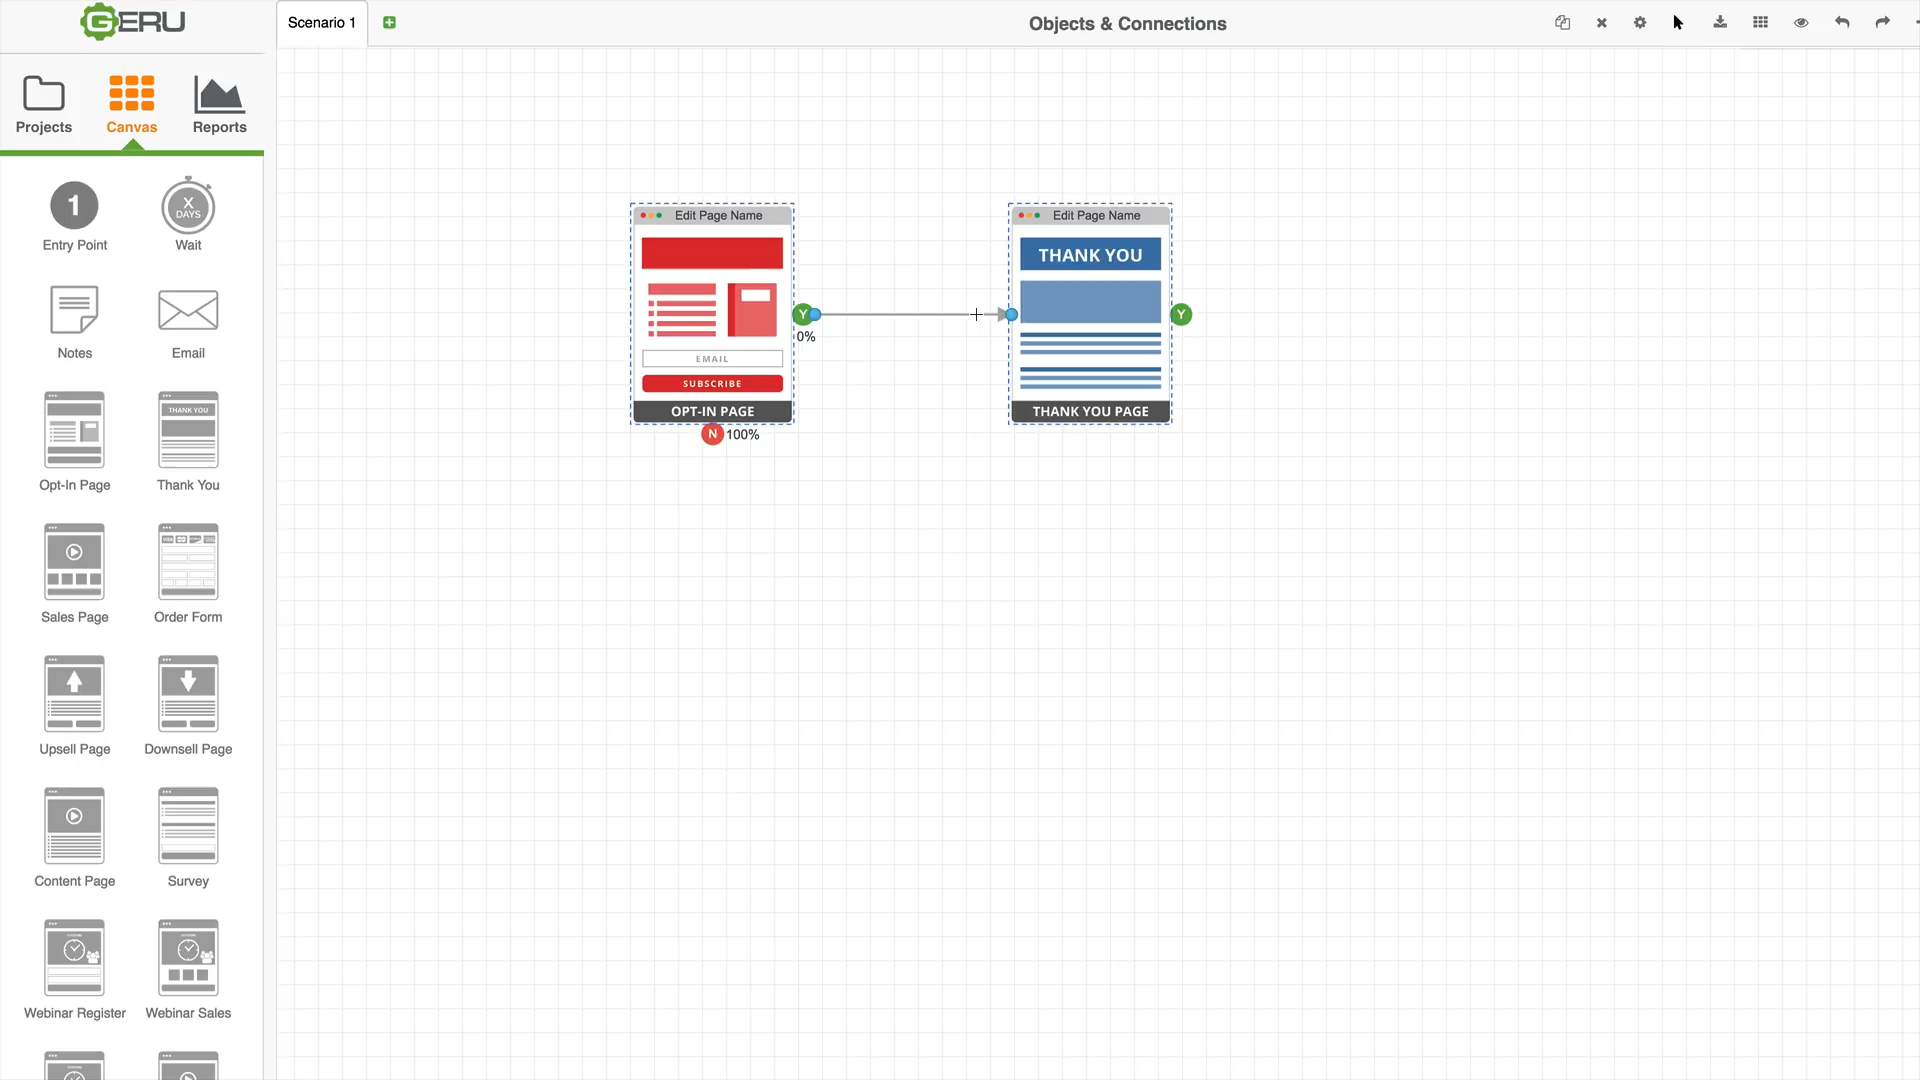 GERU
Scenario 1
Objects & Connections
Projects
Canvas
Reports
1
Entry Point
X
DAYS
Wait
Notes
Email
Opt-In Page
THANK YOU
Thank You
Sales Page
Order Form
Upsell Page
Downsell Page
Content Page
Survey
Webinar Register
Webinar Sales
Edit Page Name
EMAIL
SUBSCRIBE
OPT-IN PAGE
Y
0%
N 100%
Edit Page Name
THANK YOU
THANK YOU PAGE
Y